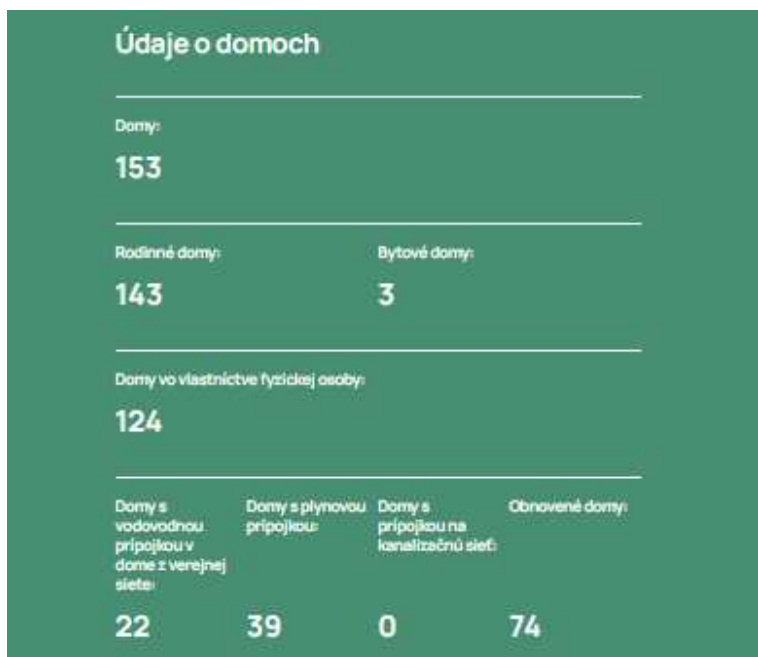 Údaje o domoch
Domy:
153
Rodinné domy:
Bytové domy:
143
3
Domy vo vlastníctve fyzickej osoby:
124
Domy s
vodovodnou
prípojkou v
dome z verejnej
siete:
Domy s plynovou
prípojkou:
Domy s
prípojkou na
kanalizačnú sieť:
Obnovené domy:
22
39
0
74